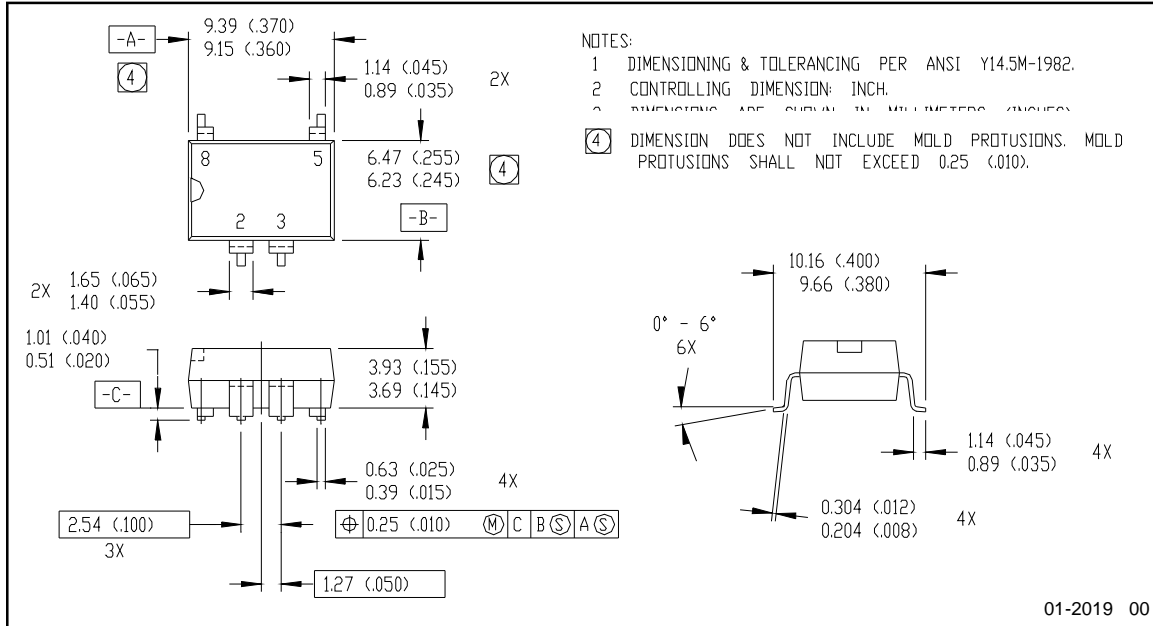 -A-
4
9.39 (.370)
9.15 (.360)
1.14 (.045)
0.89 (.035)
2X
8
5
6.47 (.255)
6.23 (.245)
4
2 3
-B-
2X
1.65 (.065)
1.40 (.055)
1.01 (.040)
0.51 (.020)
-C-
3.93 (.155)
3.69 (.145)
0.63 (.025)
0.39 (.015)
4X
2.54 (.100)
3X
⌖ 0.25 (.010) Ⓜ C B Ⓢ A Ⓢ
1.27 (.050)
NOTES:
1 DIMENSIONING & TOLERANCING PER ANSI Y14.5M-1982.
2 CONTROLLING DIMENSION: INCH.
DIMENSIONS ARE SHOWN IN MILLIMETERS (INCHES)
4 DIMENSION DOES NOT INCLUDE MOLD PROTUSIONS. MOLD
PROTUSIONS SHALL NOT EXCEED 0.25 (.010).
10.16 (.400)
9.66 (.380)
0° - 6°
6X
1.14 (.045)
0.89 (.035)
4X
0.304 (.012)
0.204 (.008)
4X
01-2019 00